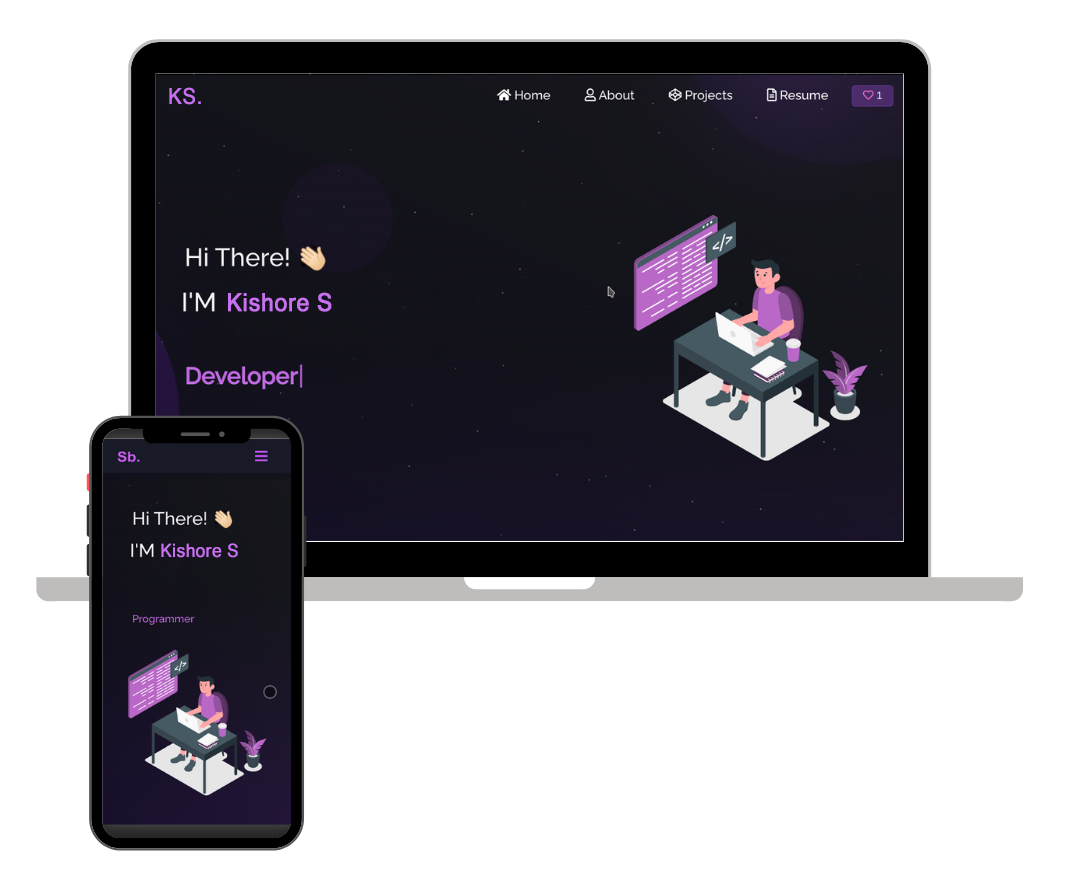 KS.
Home About Projects Resume 1
Hi There! 👋🏻
I'M Kishore S
Developer|
</>
Sb.
Hi There! 👋🏻
I'M Kishore S
Programmer
</>